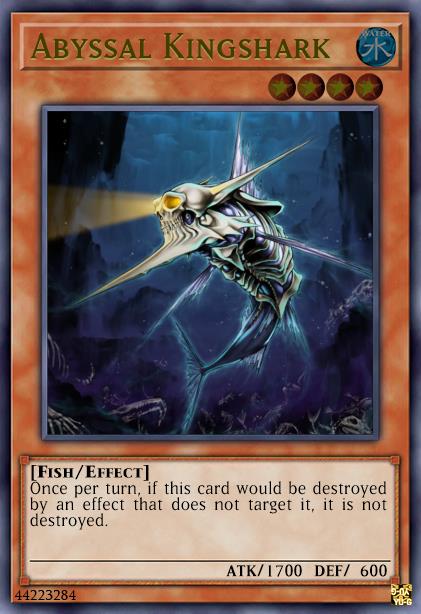 Abyssal Kingshark
WATER
水
[Fish/Effect]
Once per turn, if this card would be destroyed
by an effect that does not target it, it is not
destroyed.
ATK/1700 DEF/ 600
44223284